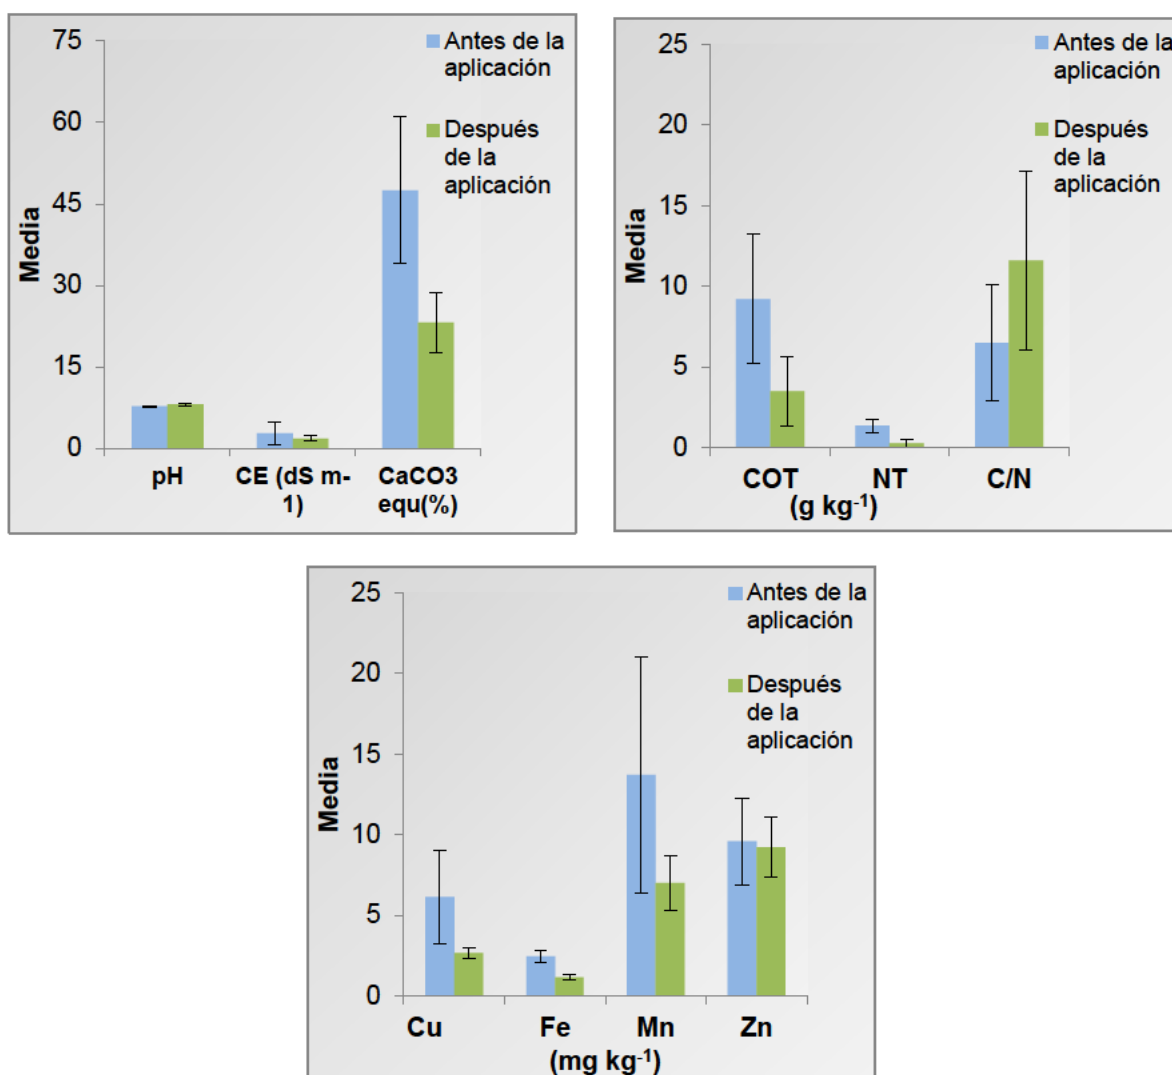 75
60
45
30
15
0
Media
Antes de la
aplicación
Después
de la
aplicación
pH
CE (dS m-
1)
CaCO3
equ(%)
25
20
15
10
5
0
Media
Antes de la
aplicación
Después
de la
aplicación
COT
NT
C/N
(g kg-1)
25
20
15
10
5
0
Media
Antes de la
aplicación
Después
de la
aplicación
Cu
Fe
Mn
Zn
(mg kg-1)